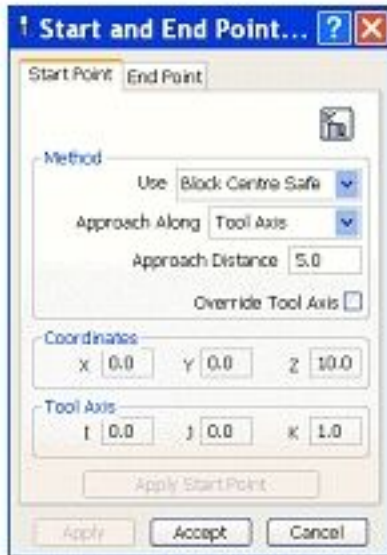 Start and End Point...
Start Point End Point
Method
Use Block Centre Safe
Approach Along Tool Axis
Approach Distance 5.0
Override Tool Axis
Coordinates
X 0.0 Y 0.0 Z 10.0
Tool Axis
I 0.0 J 0.0 K 1.0
Apply Start Point
Apply Accept Cancel